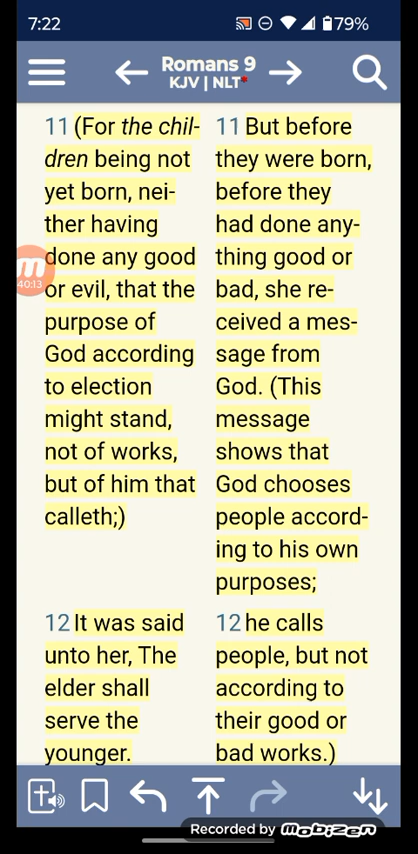 7:22
79%
Romans 9
KJV | NLT*
11 (For the chil-
dren being not
yet born, nei-
ther having
done any good
or evil, that the
purpose of
God according
to election
might stand,
not of works,
but of him that
calleth;)
12 It was said
unto her, The
elder shall
serve the
younger.
11 But before
they were born,
before they
had done any-
thing good or
bad, she re-
ceived a mes-
sage from
God. (This
message
shows that
God chooses
people accord-
ing to his own
purposes;
12 he calls
people, but not
according to
their good or
bad works.)
m
40:13
Recorded by mobizen